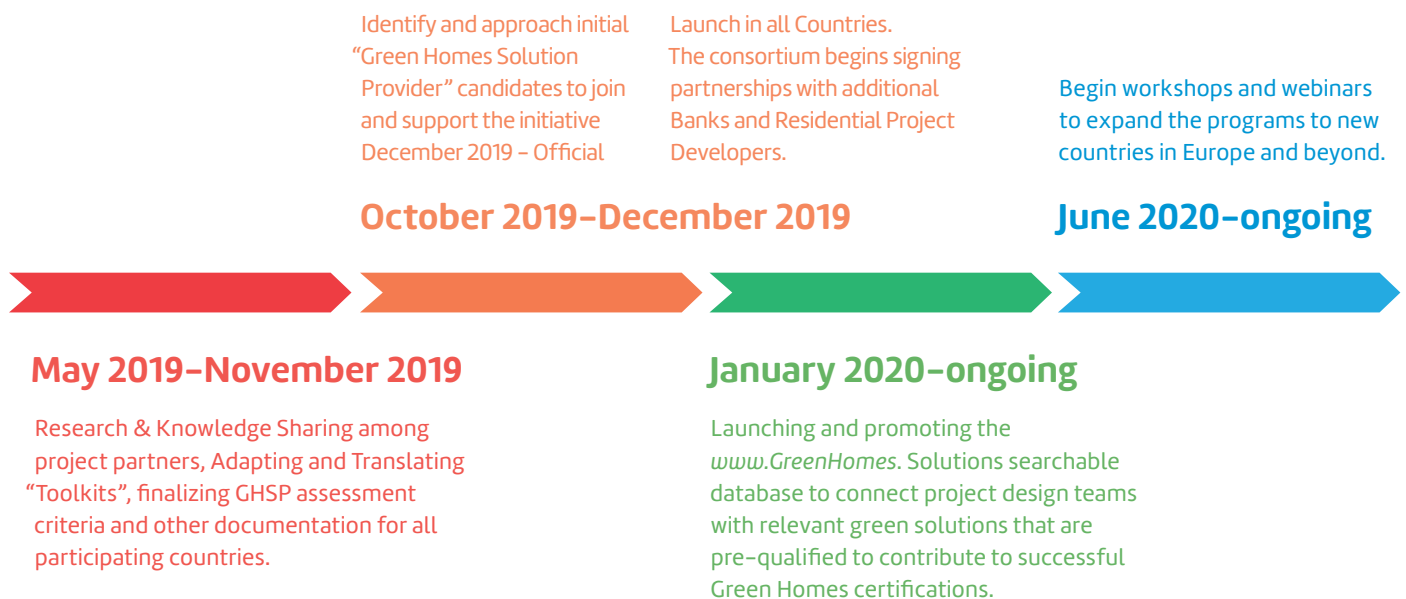 Identify and approach initial
“Green Homes Solution
Provider” candidates to join
and support the initiative
December 2019 – Official
Launch in all Countries.
The consortium begins signing
partnerships with additional
Banks and Residential Project
Developers.
October 2019–December 2019
Begin workshops and webinars
to expand the programs to new
countries in Europe and beyond.
June 2020–ongoing
May 2019–November 2019
Research & Knowledge Sharing among
project partners, Adapting and Translating
“Toolkits”, finalizing GHSP assessment
criteria and other documentation for all
participating countries.
January 2020–ongoing
Launching and promoting the
www.GreenHomes. Solutions searchable
database to connect project design teams
with relevant green solutions that are
pre-qualified to contribute to successful
Green Homes certifications.